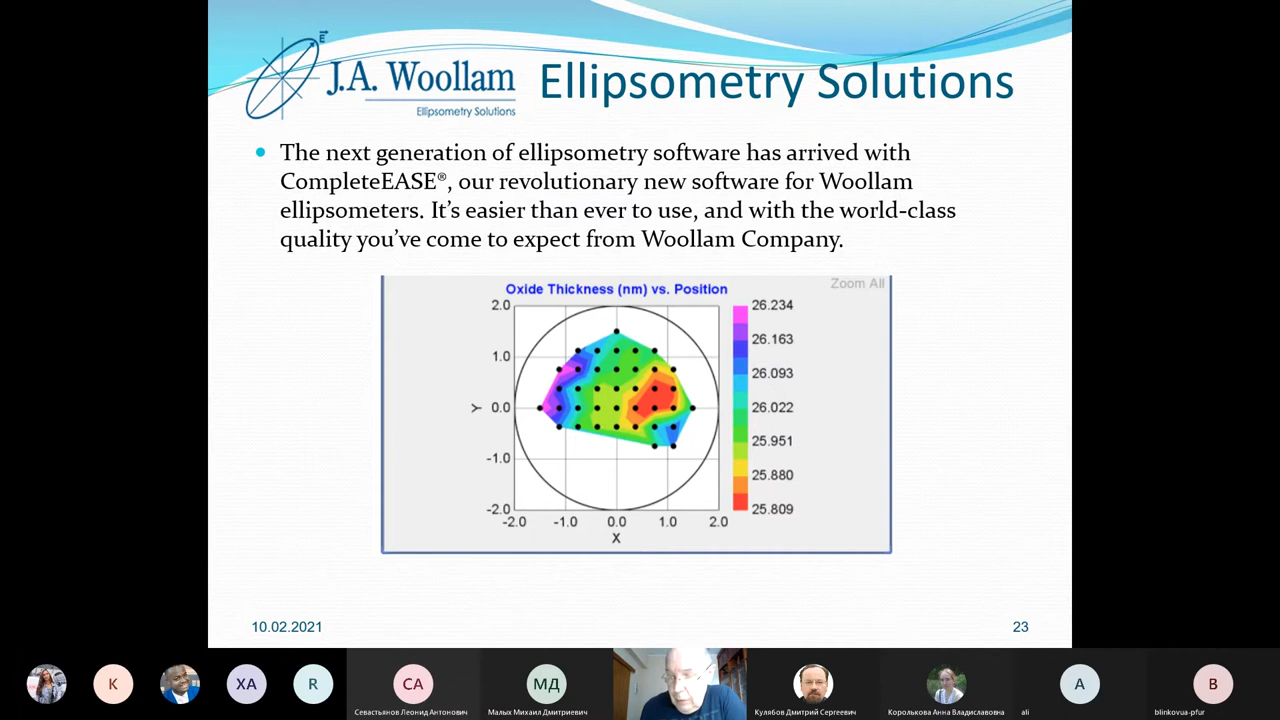 E
J.A. Woollam
Ellipsometry Solutions
Ellipsometry Solutions
The next generation of ellipsometry software has arrived with
CompleteEASE®, our revolutionary new software for Woollam
ellipsometers. It’s easier than ever to use, and with the world-class
quality you’ve come to expect from Woollam Company.
Zoom All
Oxide Thickness (nm) vs. Position
2.0
1.0
0.0
-1.0
-2.0
Y
-2.0 -1.0 0.0 1.0 2.0
X
26.234
26.163
26.093
26.022
25.951
25.880
25.809
10.02.2021
23
K
XA
R
CA
МД
A
B
Севастьянов Леонид Антонович
Малых Михаил Дмитриевич
Кулябов Дмитрий Сергеевич
Королькова Анна Владиславовна
ali
blinkovua-pfur